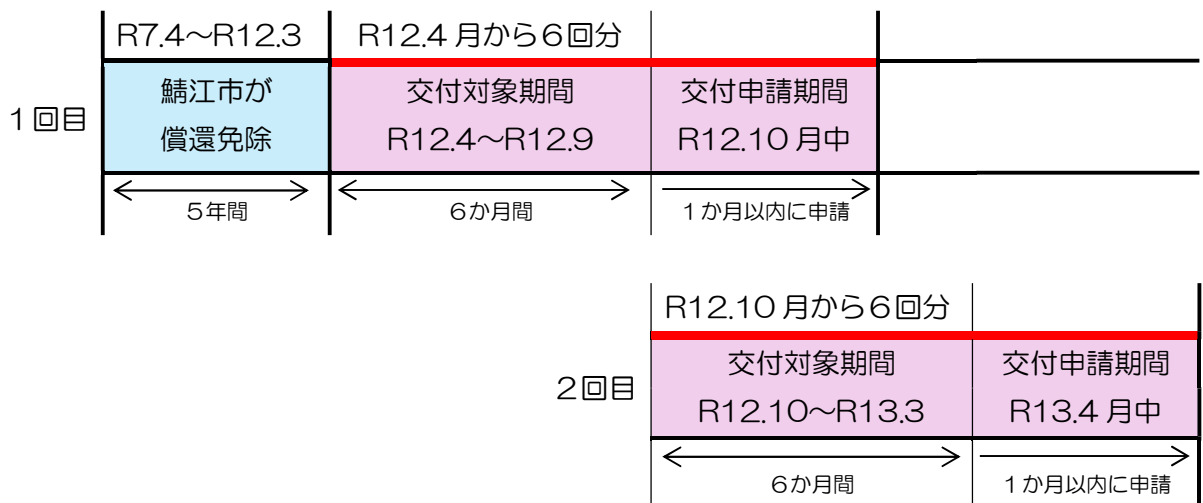 R7.4～R12.3
R12.4月から6回分
1回目
鯖江市が
償還免除
交付対象期間
R12.4～R12.9
交付申請期間
R12.10月中
5年間
6か月間
1か月以内に申請
R12.10月から6回分
2回目
交付対象期間
R12.10～R13.3
交付申請期間
R13.4月中
6か月間
1か月以内に申請